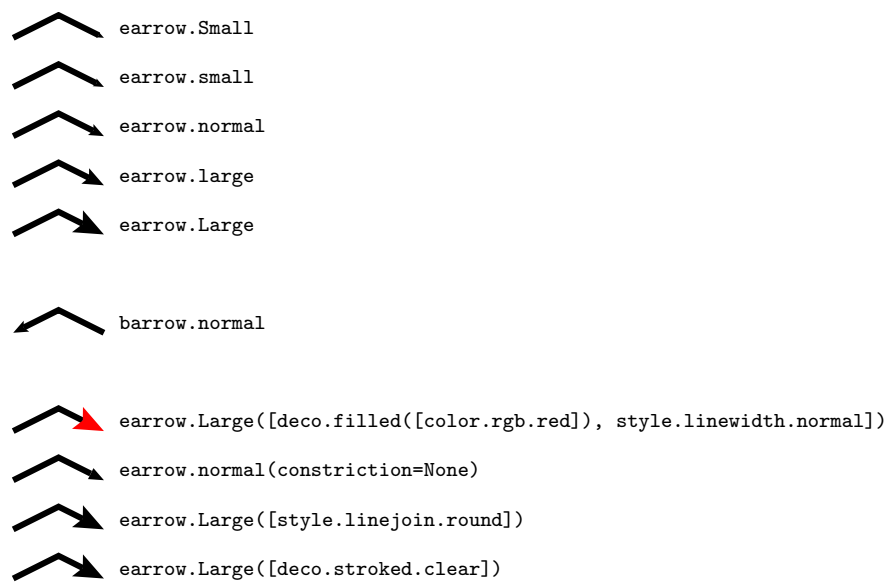 earrow.Small
earrow.small
earrow.normal
earrow.large
earrow.Large
barrow.normal
earrow.Large([deco.filled([color.rgb.red]), style.linewidth.normal])
earrow.normal(constriction=None)
earrow.Large([style.linejoin.round])
earrow.Large([deco.stroked.clear])